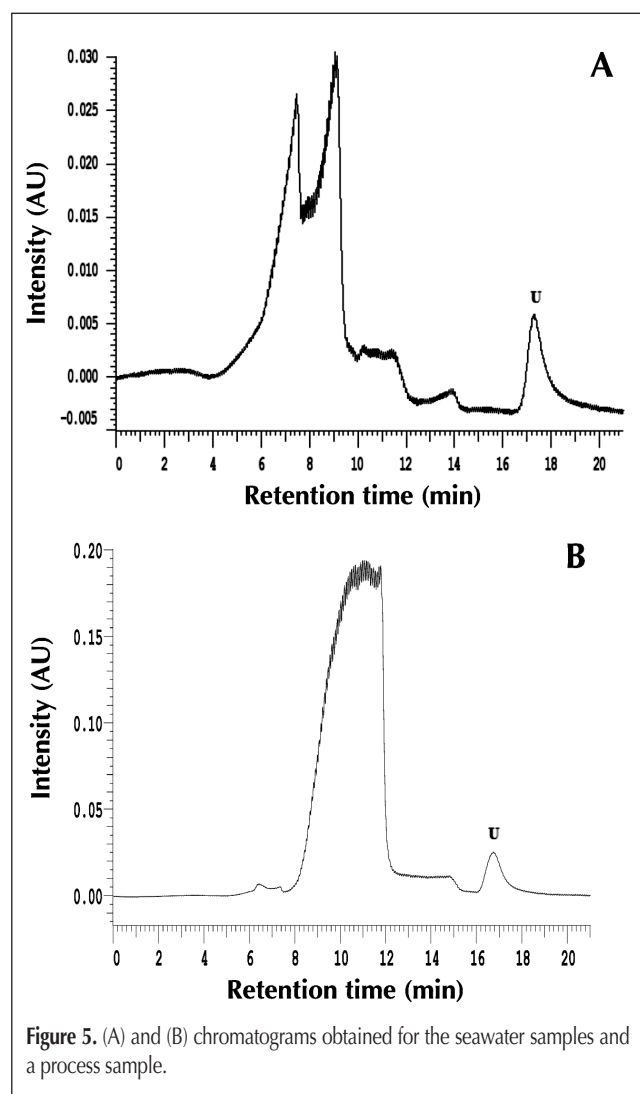 A
Intensity (AU)
0.030
0.025
0.020
0.015
0.010
0.005
0.000
−0.005
U
0 2 4 6 8 10 12 14 16 18 20
Retention time (min)
B
Intensity (AU)
0.20
0.15
0.10
0.05
0.00
U
0 2 4 6 8 10 12 14 16 18 20
Retention time (min)
Figure 5. (A) and (B) chromatograms obtained for the seawater samples and
a process sample.